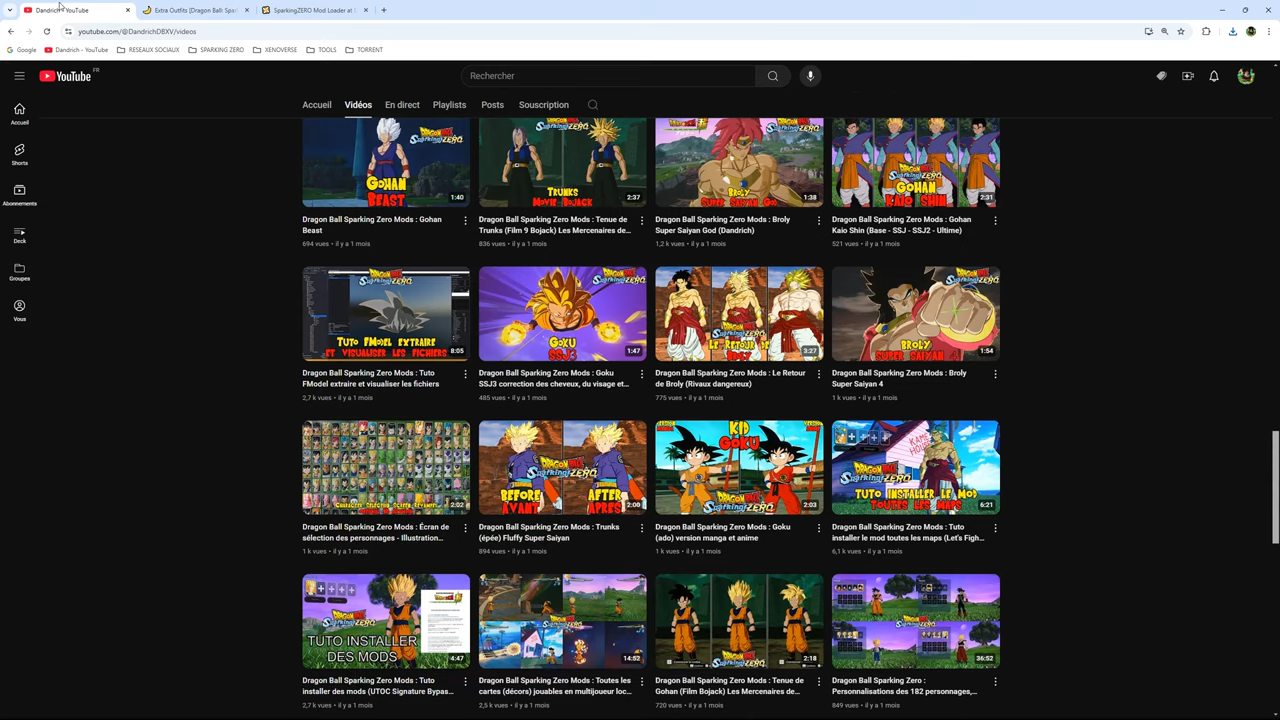 Dandrich - YouTube
Extra Outfits [Dragon Ball: Spar
SparkingZERO Mod Loader at
youtube.com/@DandrichDBXV/videos
Google
Dandrich - YouTube
RESEAUX SOCIAUX
SPARKING ZERO
XENOVERSE
TOOLS
TORRENT
YouTube FR
Rechercher
Accueil
Vidéos
En direct
Playlists
Posts
Souscription
Accueil
Shorts
Abonnements
Deck
Groupes
Vous
GOHAN
BEAST
1:40
TRUNKS
MOVIE BOJACK
2:37
BROLY
SUPER SAIYAN GOD
1:38
GOHAN
KAIO SHIN
2:31
Dragon Ball Sparking Zero Mods : Gohan
Beast
694 vues • il y a 1 mois
Dragon Ball Sparking Zero Mods : Tenue de
Trunks (Film 9 Bojack) Les Mercenaires de...
836 vues • il y a 1 mois
Dragon Ball Sparking Zero Mods : Broly
Super Saiyan God (Dandrich)
1,2 k vues • il y a 1 mois
Dragon Ball Sparking Zero Mods : Gohan
Kaio Shin (Base - SSJ - SSJ2 - Ultime)
521 vues • il y a 1 mois
TUTO FMODEL EXTRAIRE
ET VISUALISER LES FICHIERS
8:05
GOKU
SSJ3
1:47
LE RETOUR
DE BROLY
3:27
BROLY
SUPER SAIYAN
1:54
Dragon Ball Sparking Zero Mods : Tuto
FModel extraire et visualiser les fichiers
2,7 k vues • il y a 1 mois
Dragon Ball Sparking Zero Mods : Goku
SSJ3 correction des cheveux, du visage et...
485 vues • il y a 1 mois
Dragon Ball Sparking Zero Mods : Le Retour
de Broly (Rivaux dangereux)
775 vues • il y a 1 mois
Dragon Ball Sparking Zero Mods : Broly
Super Saiyan 4
1 k vues • il y a 1 mois
CHARACTER SELECTION SCREEN REVAMPED
2:02
BEFORE
AVANT
AFTER
APRÈS
2:00
KID
GOKU
2:03
TUTO INSTALLER LE MOD
TOUTES LES MAPS
6:21
Dragon Ball Sparking Zero Mods : Écran de
sélection des personnages - Illustration...
1 k vues • il y a 1 mois
Dragon Ball Sparking Zero Mods : Trunks
(épée) Fluffy Super Saiyan
894 vues • il y a 1 mois
Dragon Ball Sparking Zero Mods : Goku
(ado) version manga et anime
1 k vues • il y a 1 mois
Dragon Ball Sparking Zero Mods : Tuto
installer le mod toutes les maps (Let's Figh...
6,1 k vues • il y a 1 mois
TUTO INSTALLER
DES MODS
4:47
14:52
2:18
36:52
Dragon Ball Sparking Zero Mods : Tuto
installer des mods (UTOC Signature Bypas...
2,7 k vues • il y a 1 mois
Dragon Ball Sparking Zero Mods : Toutes les
cartes (décors) jouables en multijoueur loc...
2,5 k vues • il y a 1 mois
Dragon Ball Sparking Zero Mods : Tenue de
Gohan (Film Bojack) Les Mercenaires de...
720 vues • il y a 1 mois
Dragon Ball Sparking Zero :
Personnalisations des 182 personnages,...
849 vues • il y a 1 mois